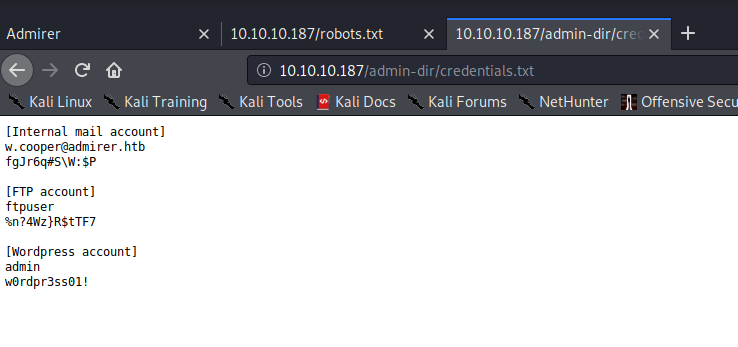 Admirer
10.10.10.187/robots.txt
10.10.10.187/admin-dir/cred
10.10.10.187/admin-dir/credentials.txt
Kali Linux
Kali Training
Kali Tools
Kali Docs
Kali Forums
NetHunter
Offensive Secu
[Internal mail account]
w.cooper@admirer.htb
fgJr6q#S\W:$P
[FTP account]
ftpuser
%n?4Wz}R$tTF7
[Wordpress account]
admin
w0rdpr3ss01!